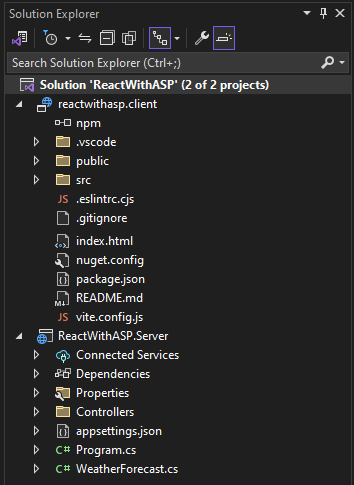 Solution Explorer
Search Solution Explorer (Ctrl+;)
Solution 'ReactWithASP' (2 of 2 projects)
reactwithasp.client
npm
.vscode
public
src
JS .eslintrc.cjs
.gitignore
index.html
nuget.config
package.json
README.md
JS vite.config.js
ReactWithASP.Server
Connected Services
Dependencies
Properties
Controllers
appsettings.json
C# Program.cs
C# WeatherForecast.cs